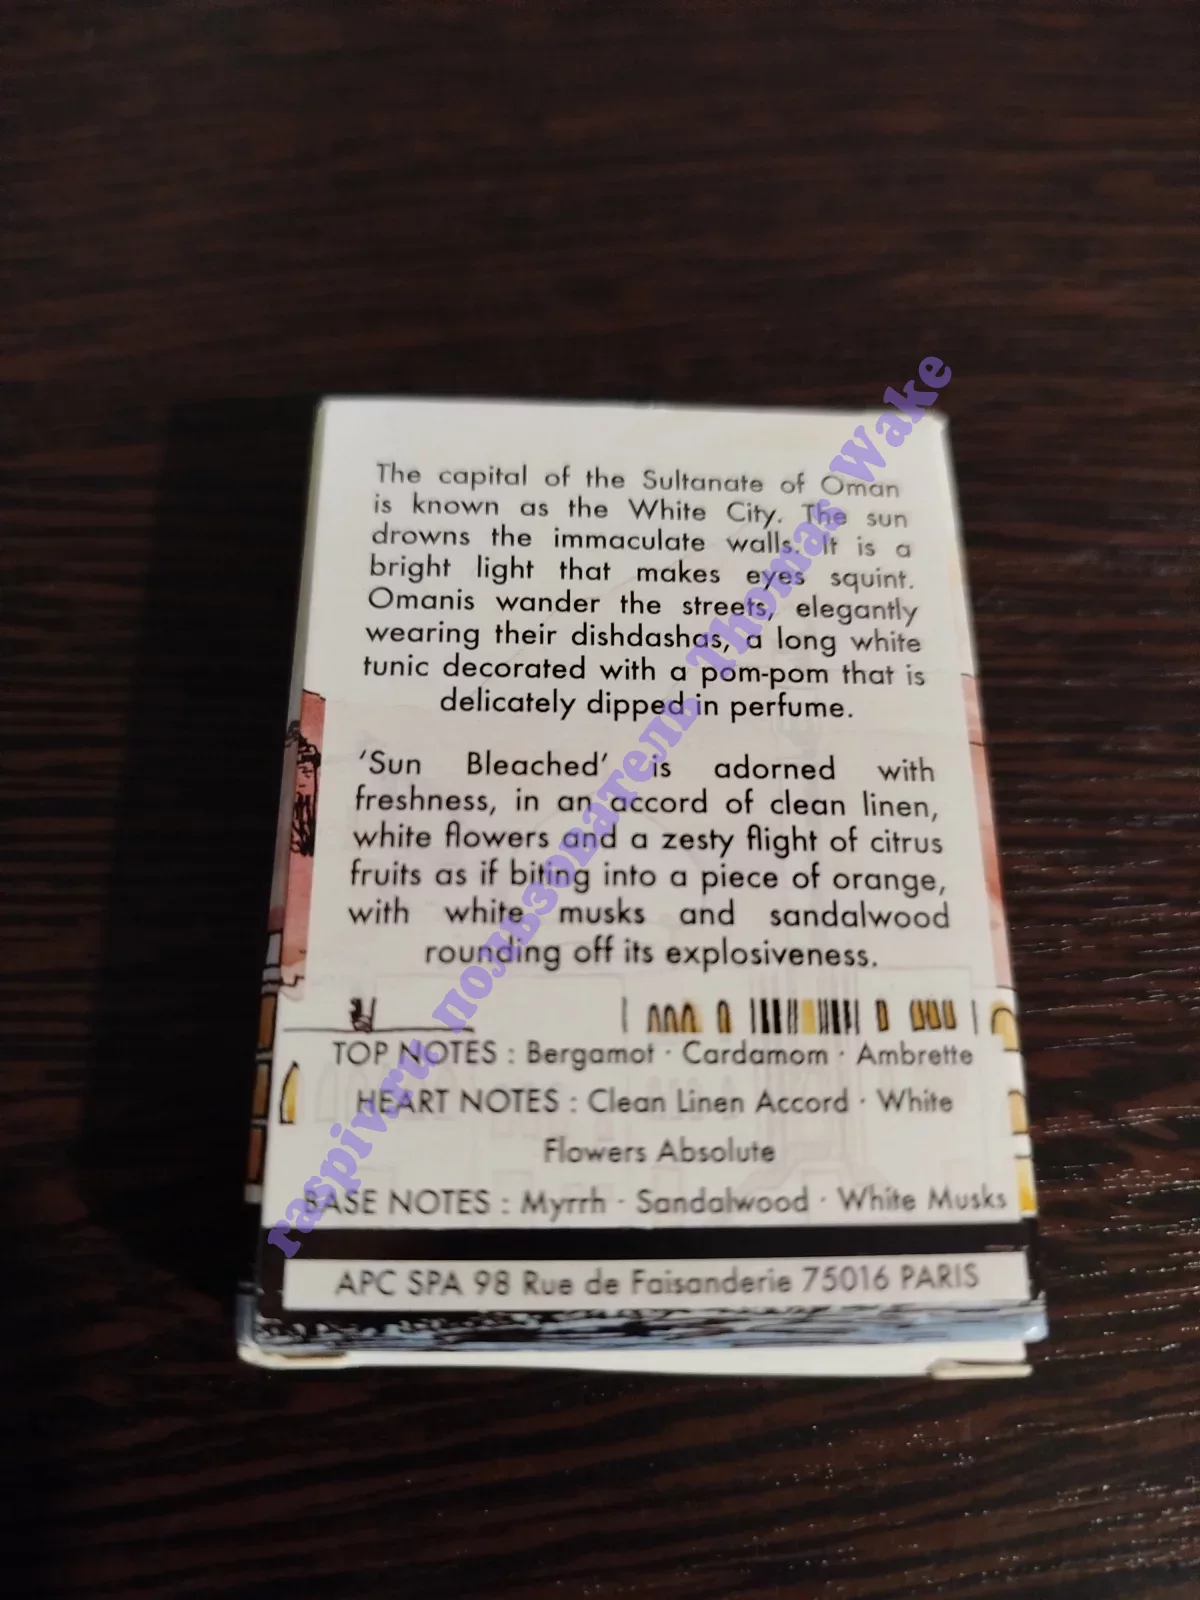 The capital of the Sultanate of Oman
is known as the White City. The sun
drowns the immaculate walls. It is a
bright light that makes eyes squint.
Omanis wander the streets, elegantly
wearing their dishdashas, a long white
tunic decorated with a pom-pom that is
delicately dipped in perfume.
'Sun Bleached' is adorned with
freshness, in an accord of clean linen,
white flowers and a zesty flight of citrus
fruits as if biting into a piece of orange,
with white musks and sandalwood
rounding off its explosiveness.
TOP NOTES : Bergamot · Cardamom · Ambrette
HEART NOTES : Clean Linen Accord · White
Flowers Absolute
BASE NOTES : Myrrh · Sandalwood · White Musks
APC SPA 98 Rue de Faisanderie 75016 PARIS
raspiv.ru пользователь Thomas Wake